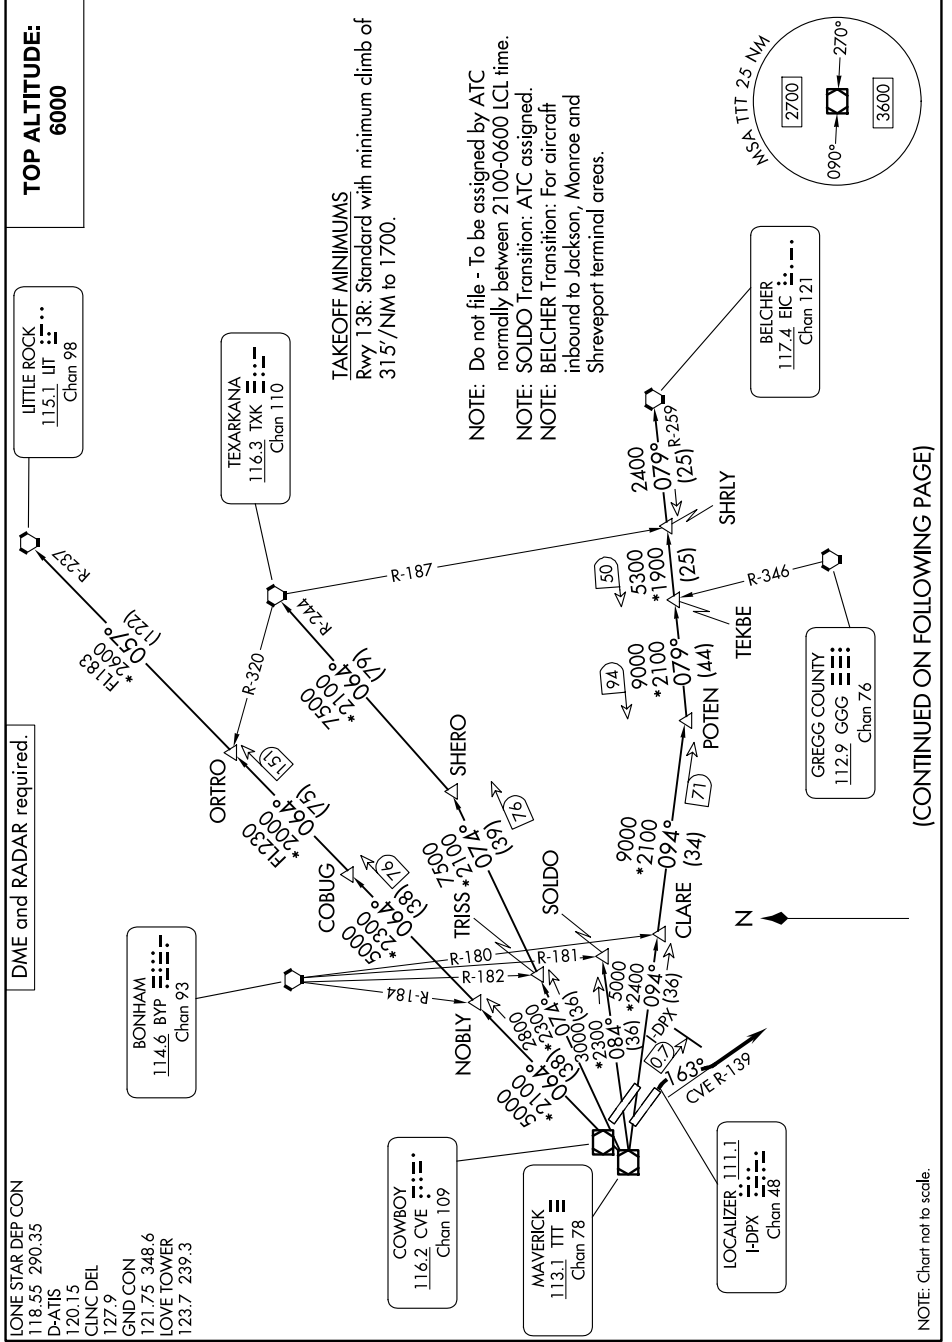 LONE STAR DEP CON
118.55 290.35
D-ATIS
120.15
CLNC DEL
127.9
GND CON
121.75 348.6
LOVE TOWER
123.7 239.3
DME and RADAR required.
TOP ALTITUDE:
6000
LITTLE ROCK
115.1 LIT
Chan 98
R-237
FL183
*2600
057°
(122)
TEXARKANA
116.3 TXK
Chan 110
R-320
R-244
R-187
ORTRO
151
FL230
*2000
064°
(75)
COBUG
76
5000
*2300
064°
(38)
BONHAM
114.6 BYP
Chan 93
R-184
R-182
R-181
R-180
NOBLY
5000
*2100
064°
(38)
7500
*2100
064°
(79)
SHERO
76
7500
*2100
074°
(39)
TRISS
2800
*2300
074°
(36)
SOLDO
3000
*2300
084°
(36)
5000
*2400
094°
(36)
CLARE
9000
*2100
094°
(34)
71
POTEN
94
9000
*2100
079°
(44)
TEKBE
50
5300
*1900
(25)
SHRLY
2400
079°
(25)
R-259
BELCHER
117.4 EIC
Chan 121
R-346
GREGG COUNTY
112.9 GGG
Chan 76
TAKEOFF MINIMUMS
Rwy 13R: Standard with minimum climb of
315'/NM to 1700.
NOTE: Do not file - To be assigned by ATC
normally between 2100-0600 LCL time.
NOTE: SOLDO Transition: ATC assigned.
NOTE: BELCHER Transition: For aircraft
inbound to Jackson, Monroe and
Shreveport terminal areas.
MSA TTT 25 NM
2700
090°
270°
3600
COWBOY
116.2 CVE
Chan 109
MAVERICK
113.1 TTT
Chan 78
LOCALIZER 111.1
I-DPX
Chan 48
I-DPX
0.7
163°
CVE R-139
N
NOTE: Chart not to scale.
(CONTINUED ON FOLLOWING PAGE)